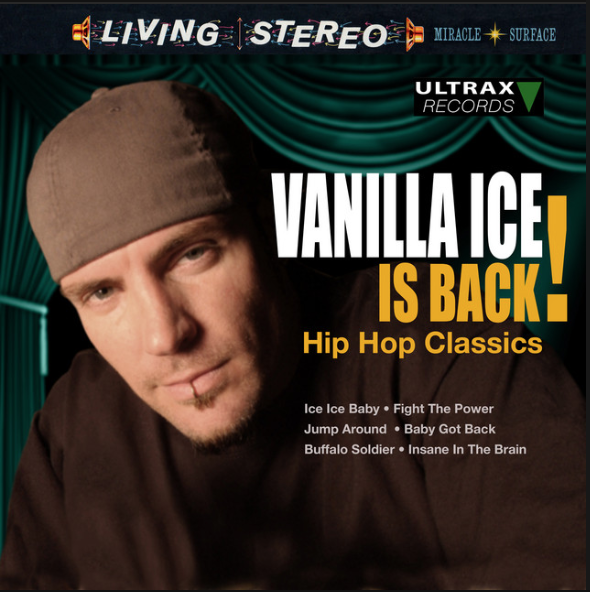 LIVING STEREO MIRACLE SURFACE
ULTRAX
RECORDS
VANILLA ICE
IS BACK!
Hip Hop Classics
Ice Ice Baby • Fight The Power
Jump Around • Baby Got Back
Buffalo Soldier • Insane In The Brain